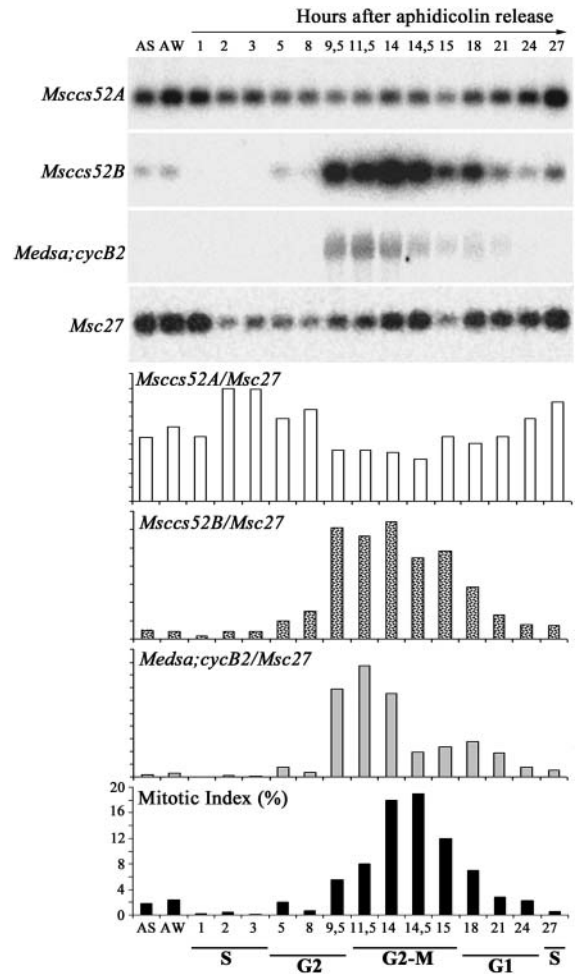 Hours after aphidicolin release
AS AW 1 2 3 5 8 9,5 11,5 14 14,5 15 18 21 24 27
Msccs52A
Msccs52B
Medsa;cycB2
Msc27
Msccs52A/Msc27
Msccs52B/Msc27
Medsa;cycB2/Msc27
Mitotic Index (%)
20
16
12
8
4
0
AS AW 1 2 3 5 8 9,5 11,5 14 14,5 15 18 21 24 27
S G2 G2-M G1 S